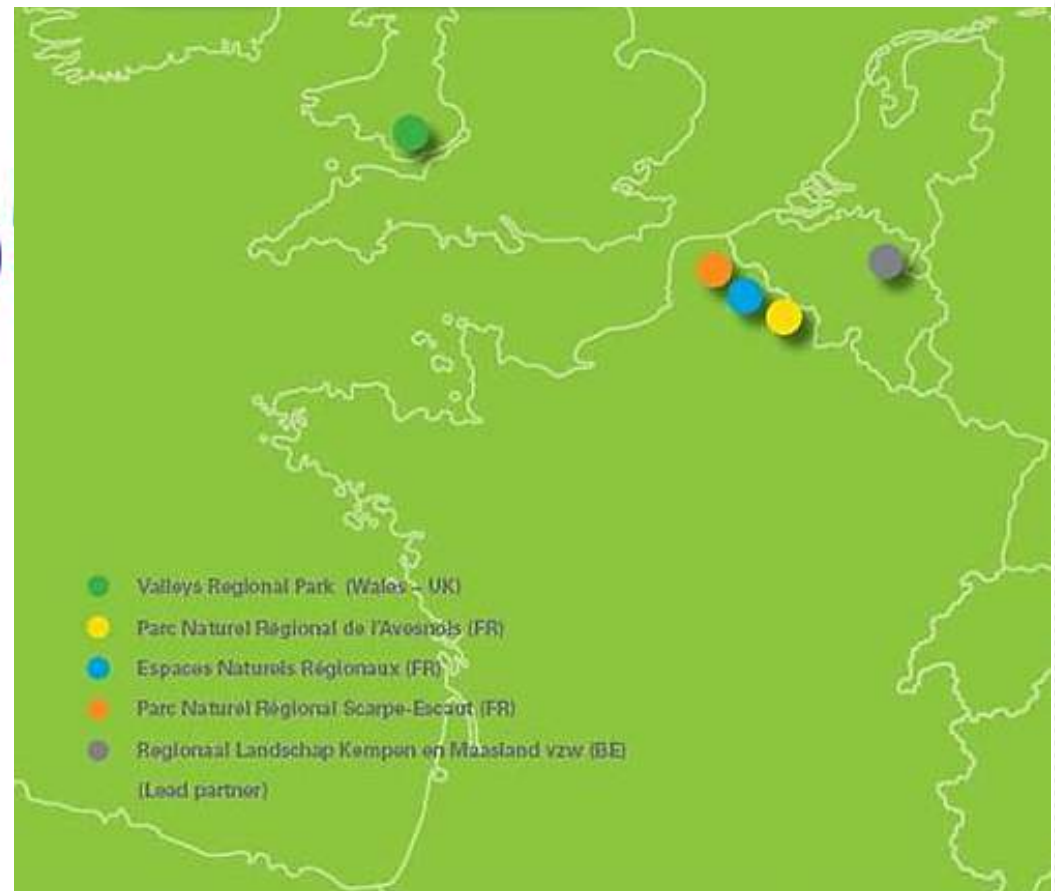 Valleys Regional Park (Wales – UK)
Parc Naturel Régional de l'Avesnois (FR)
Espaces Naturels Régionaux (FR)
Parc Naturel Régional Scarpe-Escaut (FR)
Regionaal Landschap Kempen en Maasland vzw (BE)
(Lead partner)